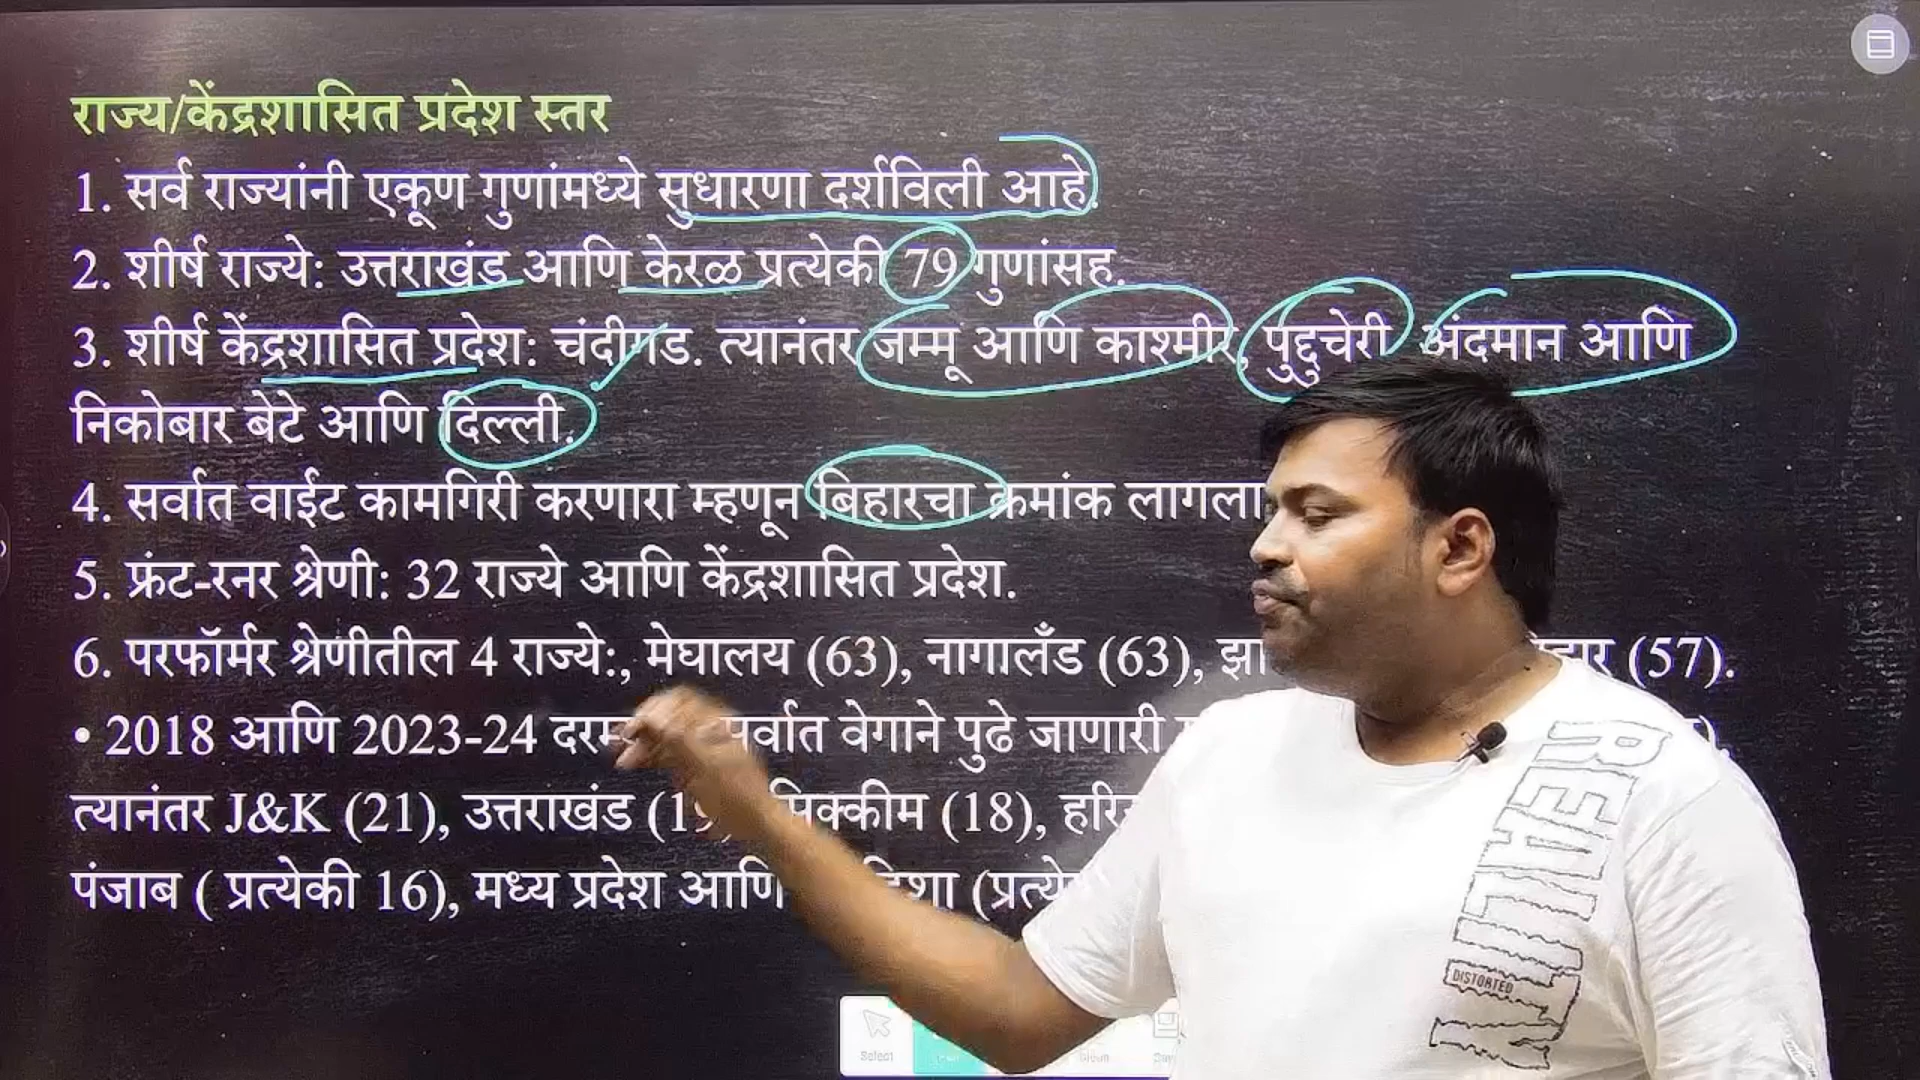 राज्य/केंद्रशासित प्रदेश स्तर
1. सर्व राज्यांनी एकूण गुणांमध्ये सुधारणा दर्शविली आहे.
2. शीर्ष राज्ये: उत्तराखंड आणि केरळ प्रत्येकी 79 गुणांसह.
3. शीर्ष केंद्रशासित प्रदेश: चंदीगड. त्यानंतर जम्मू आणि काश्मीर, पुद्दुचेरी, अंदमान आणि
निकोबार बेटे आणि दिल्ली.
4. सर्वात वाईट कामगिरी करणारा म्हणून बिहारचा क्रमांक लागला
5. फ्रंट-रनर श्रेणी: 32 राज्ये आणि केंद्रशासित प्रदेश.
6. परफॉर्मर श्रेणीतील 4 राज्ये:, मेघालय (63), नागालँड (63), (57).
• 2018 आणि 2023-24 वेगाने पुढे जाणारी
त्यानंतर J&K (21), उत्तराखंड (18),
पंजाब ( प्रत्येकी 16), मध्य प्रदेश आणि
REALITY
DISTORTED
Select